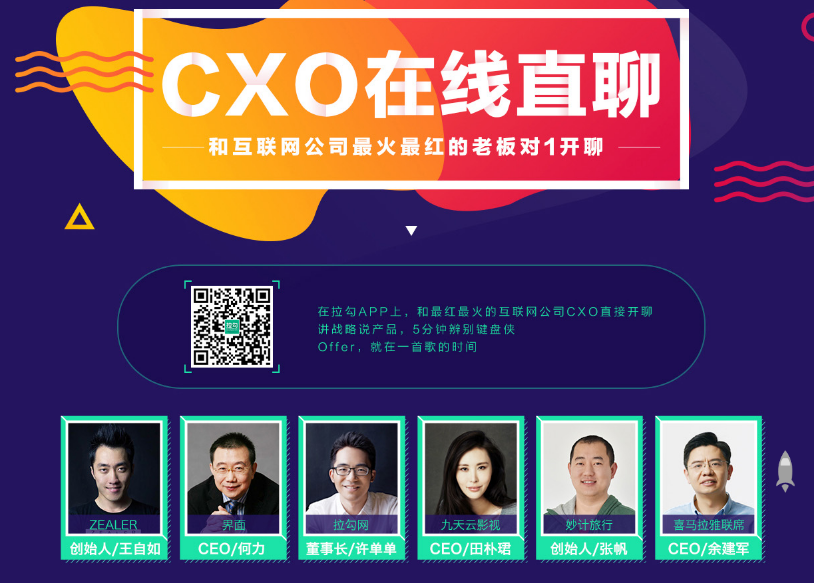 CXO在线直聊
和互联网公司最火最红的老板对1开聊
拉勾
在拉勾APP上，和最红最火的互联网公司CXO直接开聊
讲战略说产品，5分钟辨别键盘侠
Offer，就在一首歌的时间
ZEALER
创始人/王自如
界面
CEO/何力
拉勾网
董事长/许单单
九天云影视
CEO/田朴珺
妙计旅行
创始人/张帆
喜马拉雅联席
CEO/余建军